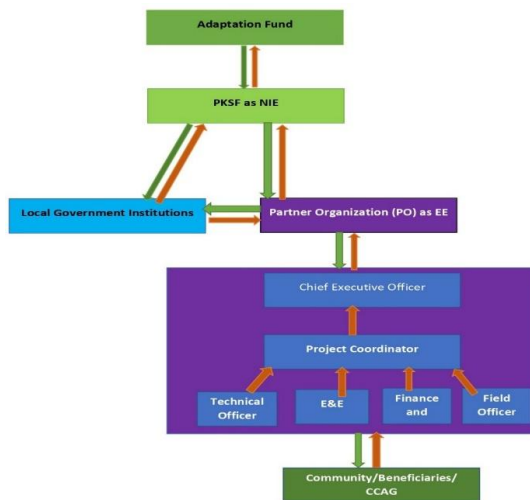 Adaptation Fund
PKSF as NIE
Local Government Institutions
Partner Organization (PO) as EE
Chief Executive Officer
Project Coordinator
Technical
Officer
E&E
Finance
and
Field
Officer
Community/Beneficiaries/
CCAG